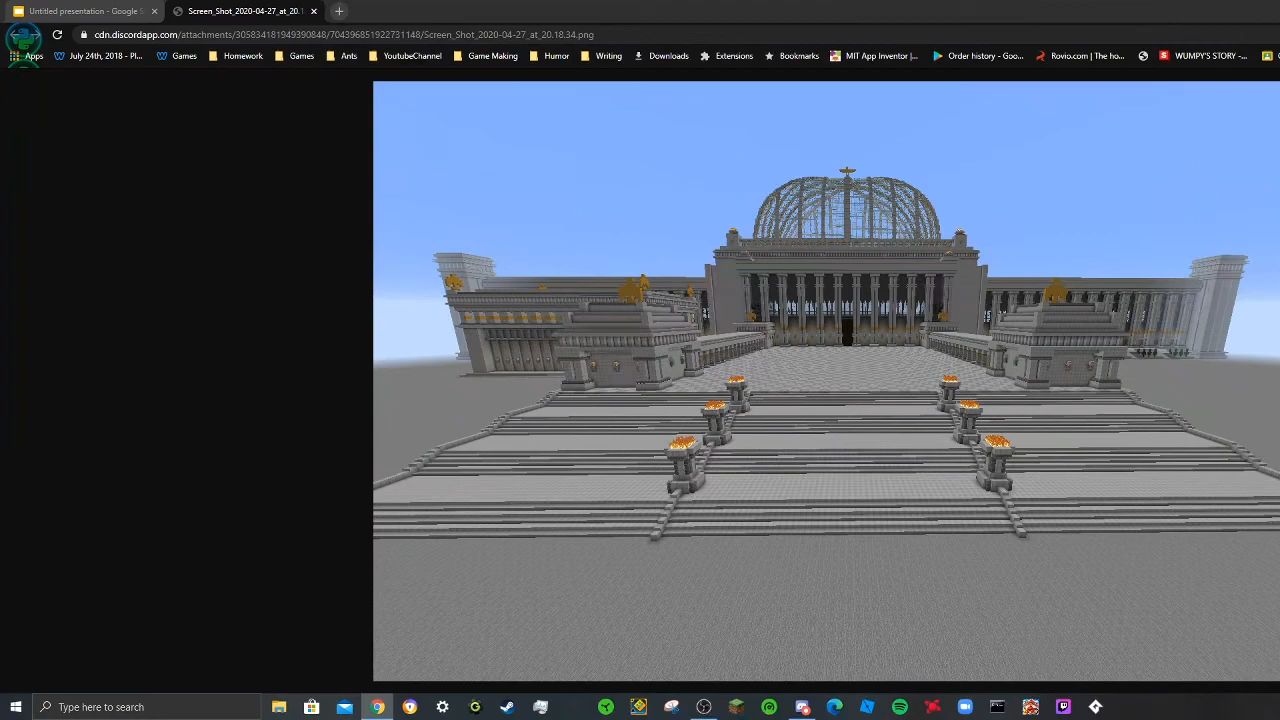 Untitled presentation - Google S
Screen_Shot_2020-04-27_at_20.18
cdn.discordapp.com/attachments/305834181949390848/704396851922731148/Screen_Shot_2020-04-27_at_20.18.34.png
Apps July 24th, 2018 - Pl... Games Homework Games Ants YoutubeChannel Game Making Humor Writing Downloads Extensions Bookmarks MIT App Inventor |... Order history - Goo... Rovio.com | The ho... WUMPY'S STORY -...
Type here to search